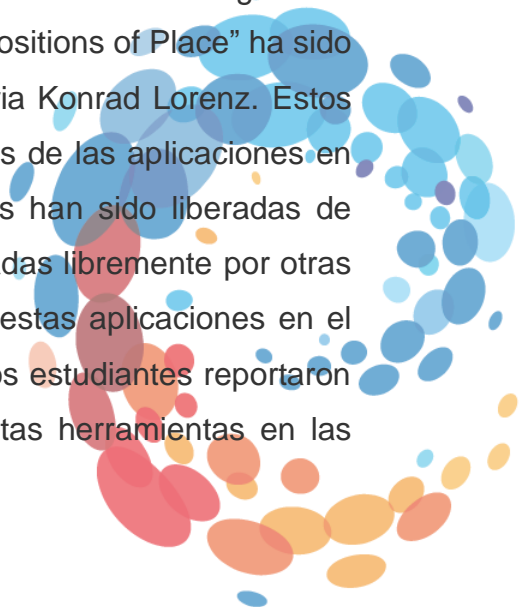 ositions of Place” ha sido
ria Konrad Lorenz. Estos
s de las aplicaciones en
s han sido liberadas de
das libremente por otras
estas aplicaciones en el
os estudiantes reportaron
tas herramientas en las